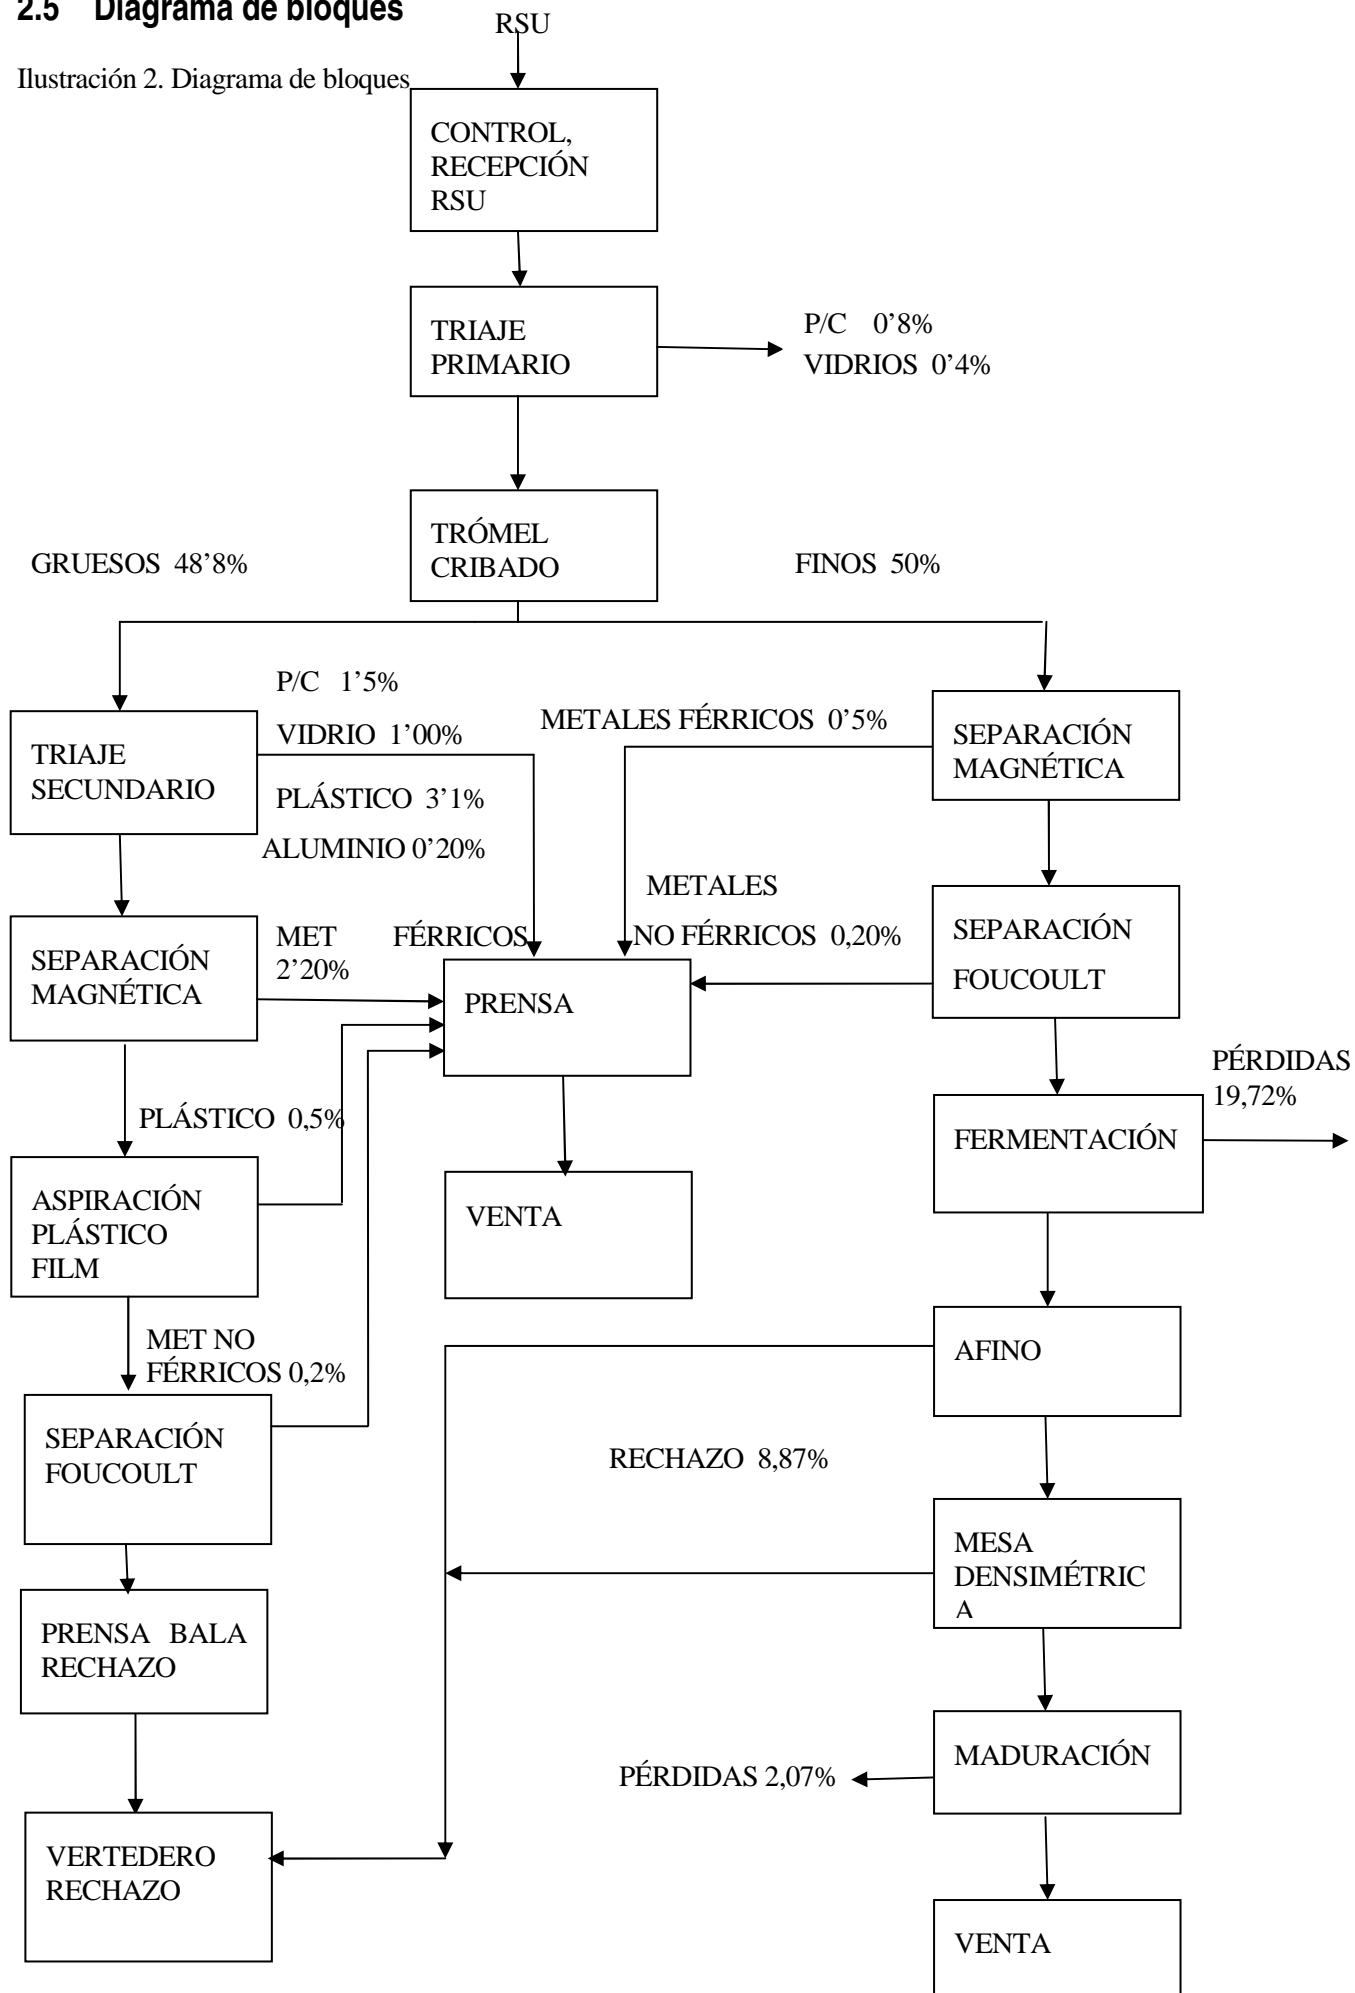 2.5 Diagrama de bloques
RSU
Ilustración 2. Diagrama de bloques
CONTROL,
RECEPCIÓN
RSU
TRIAJE
PRIMARIO
P/C 0’8%
VIDRIOS 0’4%
TRÓMEL
CRIBADO
GRUESOS 48’8%
FINOS 50%
P/C 1’5%
VIDRIO 1’00%
PLÁSTICO 3’1%
ALUMINIO 0’20%
TRIAJE
SECUNDARIO
METALES FÉRRICOS 0’5%
SEPARACIÓN
MAGNÉTICA
METALES
NO FÉRRICOS 0,20%
SEPARACIÓN
FOUCOULT
SEPARACIÓN
MAGNÉTICA
MET FÉRRICOS
2’20%
PRENSA
PÉRDIDAS
19,72%
FERMENTACIÓN
PLÁSTICO 0,5%
ASPIRACIÓN
PLÁSTICO
FILM
VENTA
MET NO
FÉRRICOS 0,2%
AFINO
SEPARACIÓN
FOUCOULT
RECHAZO 8,87%
MESA
DENSIMÉTRIC
A
PRENSA BALA
RECHAZO
MADURACIÓN
PÉRDIDAS 2,07%
VERTEDERO
RECHAZO
VENTA